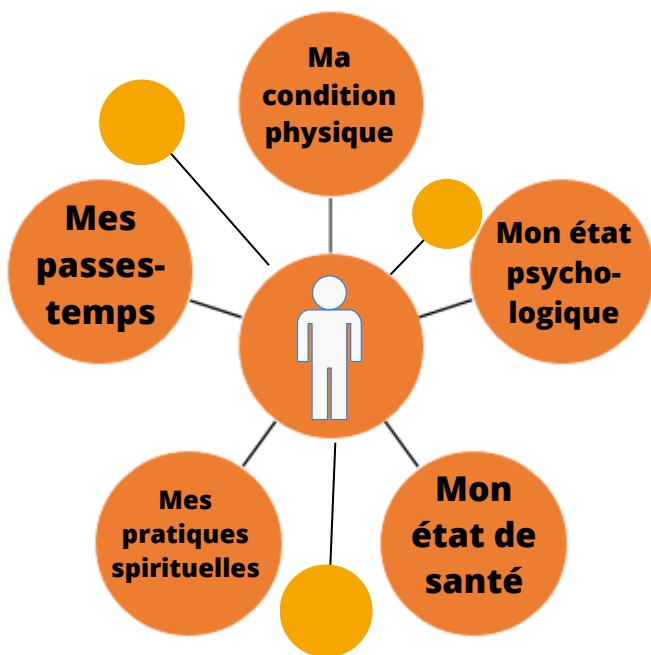 Ma
condition
physique
Mes
passes-
temps
Mon état
psycho-
logique
Mes
pratiques
spirituelles
Mon
état de
santé